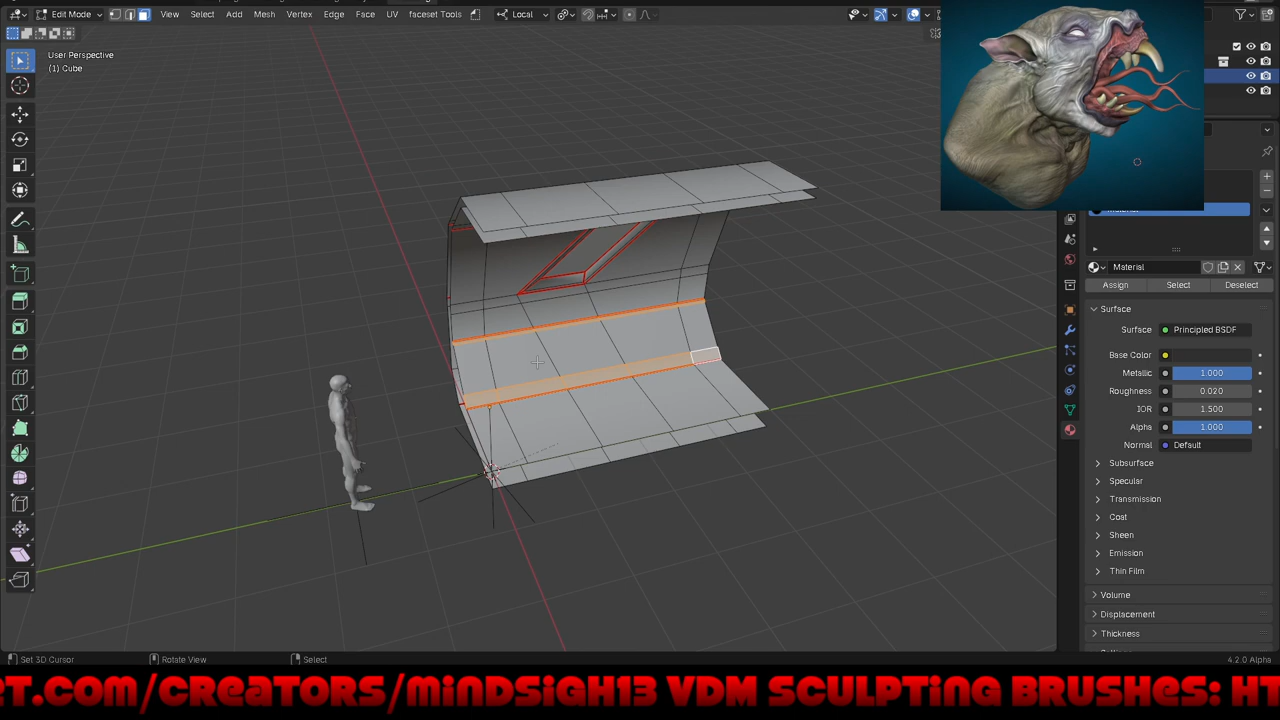 Edit Mode View Select Add Mesh Vertex Edge Face UV faceset Tools Local
User Perspective
(1) Cube
Material
Assign Select Deselect
Surface
Surface Principled BSDF
Base Color
Metallic 1.000
Roughness 0.020
IOR 1.500
Alpha 1.000
Normal Default
Subsurface
Specular
Transmission
Coat
Sheen
Emission
Thin Film
Volume
Displacement
Thickness
Set 3D Cursor Rotate View Select 4.2.0 Alpha
RT.COM/CREATORS/MINDSIGH13 VDM SCULPTING BRUSHES: HT